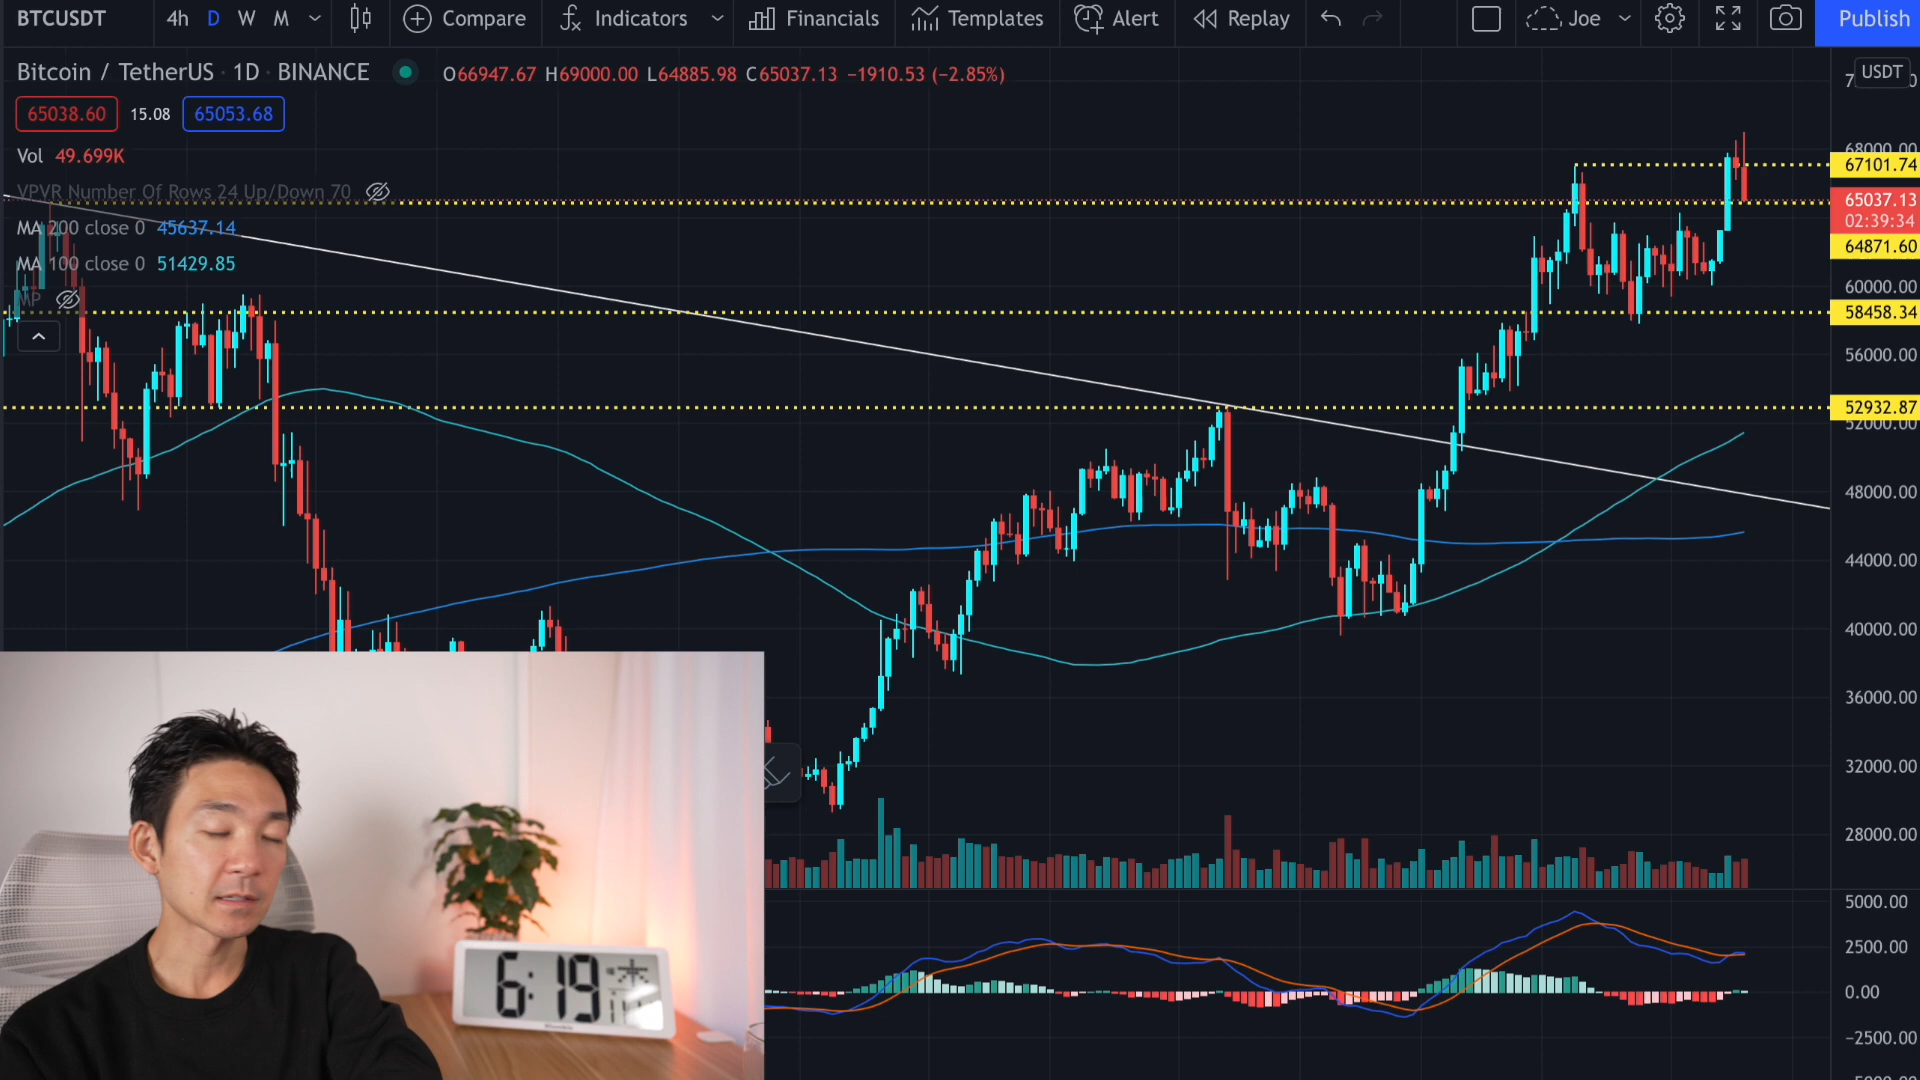 BTCUSDT 4h D W M Compare Indicators Financials Templates Alert Replay Joe Publish
Bitcoin / TetherUS · 1D · BINANCE O66947.67 H69000.00 L64885.98 C65037.13 −1910.53 (−2.85%)
USDT
65038.60 15.08 65053.68
Vol 49.699K
68000.00
67101.74
VPVR Number Of Rows 24 Up/Down 70
65037.13
02:39:34
MA 200 close 0 45637.14
64871.60
MA 100 close 0 51429.85
60000.00
MP
58458.34
56000.00
52932.87
52000.00
48000.00
44000.00
40000.00
36000.00
32000.00
28000.00
5000.00
2500.00
0.00
−2500.00
6:19 木